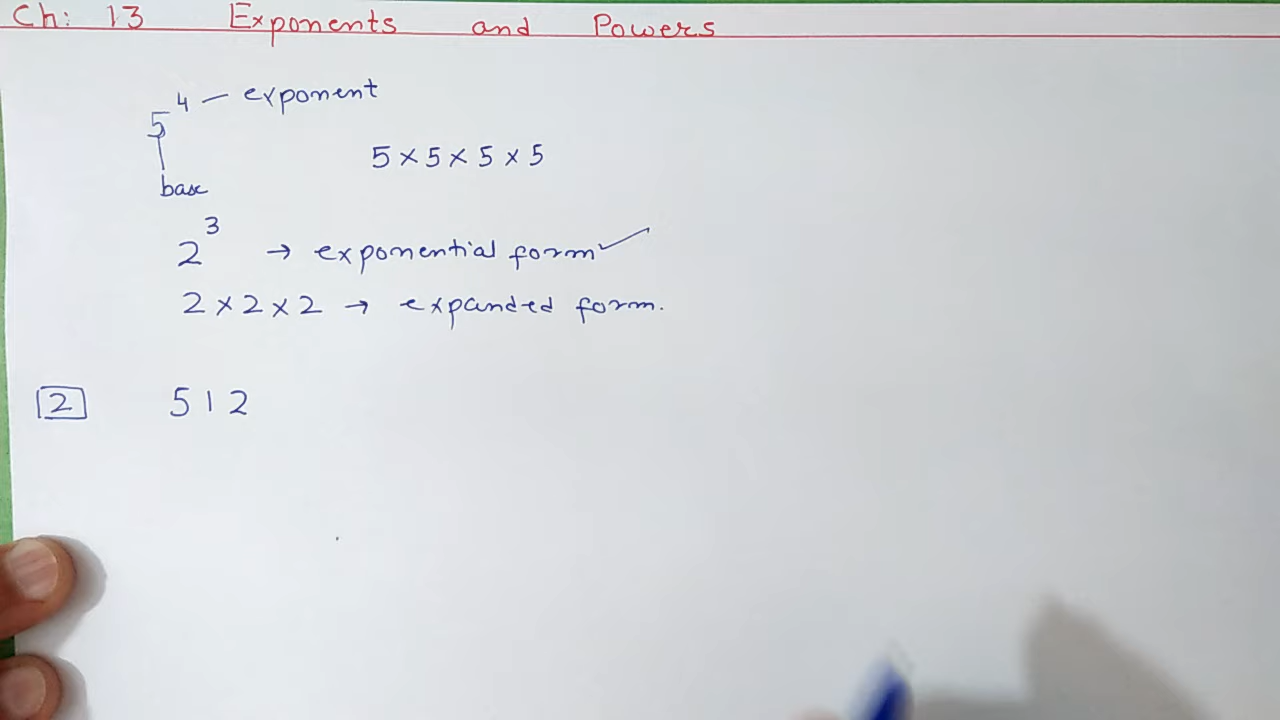 Ch: 13 Exponents and Powers
5⁴ — exponent
5 × 5 × 5 × 5
base
2³ → exponential form ✓
2 × 2 × 2 → expanded form.
2 512